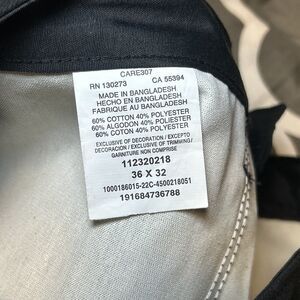 CARE307
RN 130273 CA 55394
MADE IN BANGLADESH
HECHO EN BANGLADESH
FABRIQUE AU BANGLADESH
60% COTTON 40% POLYESTER
60% ALGODON 40% POLIESTER
60% COTON 40% POLYESTER
EXCLUSIVE OF DECORATION / EXCEPTO
DECORACION / EXCLUSIVE OF TRIMMING/
GARNITURE NON COMPRISE
112320218
36 X 32
1000186015-22C-4500218051
191684736788